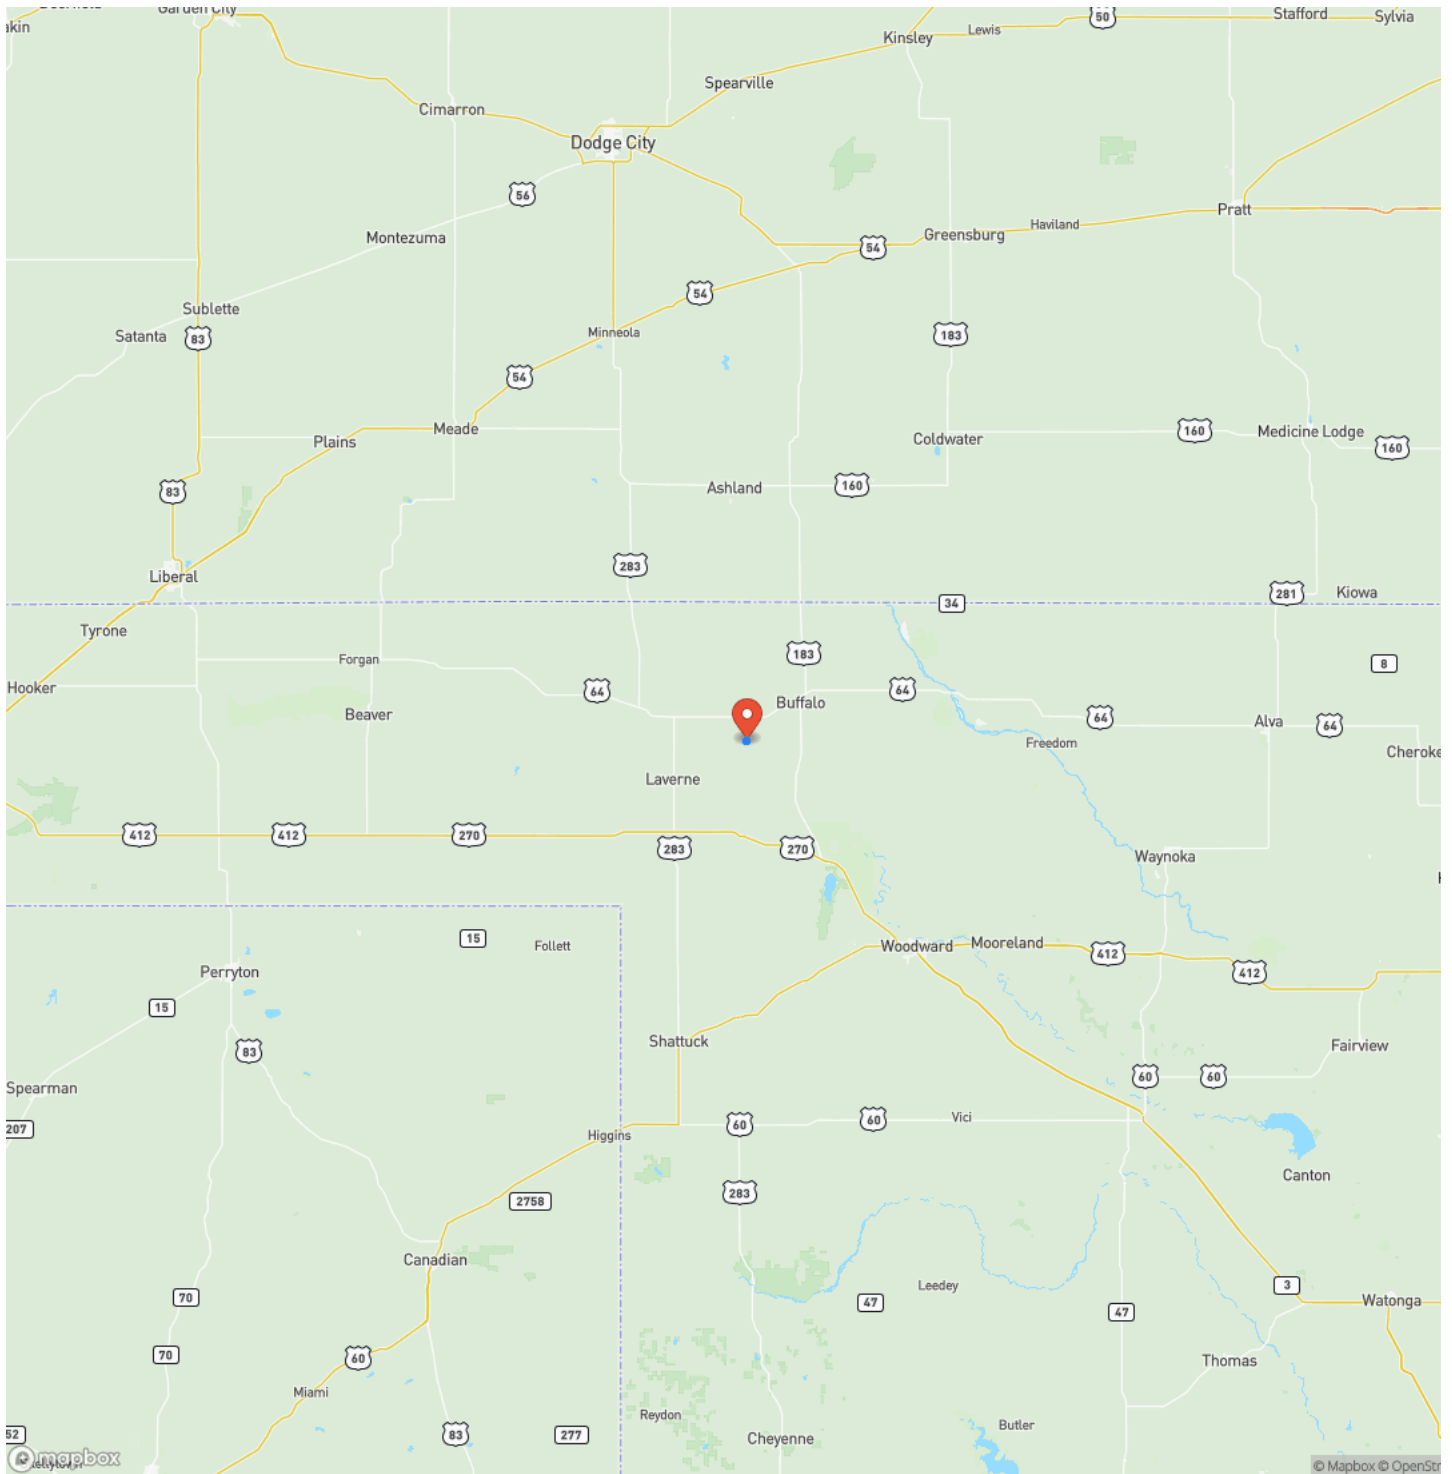 Garden City
50
Stafford
Sylvia
akin
Kinsley
Lewis
Spearville
Cimarron
Dodge City
56
Pratt
Haviland
Greensburg
Montezuma
54
54
Sublette
Satanta
83
Minneola
183
54
Meade
Plains
Coldwater
160
Medicine Lodge
160
83
Ashland
160
283
Liberal
34
281
Kiowa
Tyrone
183
Forgan
8
Hooker
64
64
Buffalo
Beaver
64
Alva
64
Freedom
Cheroke
Laverne
412
412
270
283
270
Waynoka
15
Follett
Woodward
Mooreland
412
412
Perryton
15
Shattuck
83
Fairview
Spearman
60
60
207
60
60
Vici
Higgins
Canton
283
2758
Canadian
Leedey
70
47
3
47
Watonga
70
60
Thomas
Miami
Reydon
Butler
52
83
277
Cheyenne
mapbox
© Mapbox © OpenStr